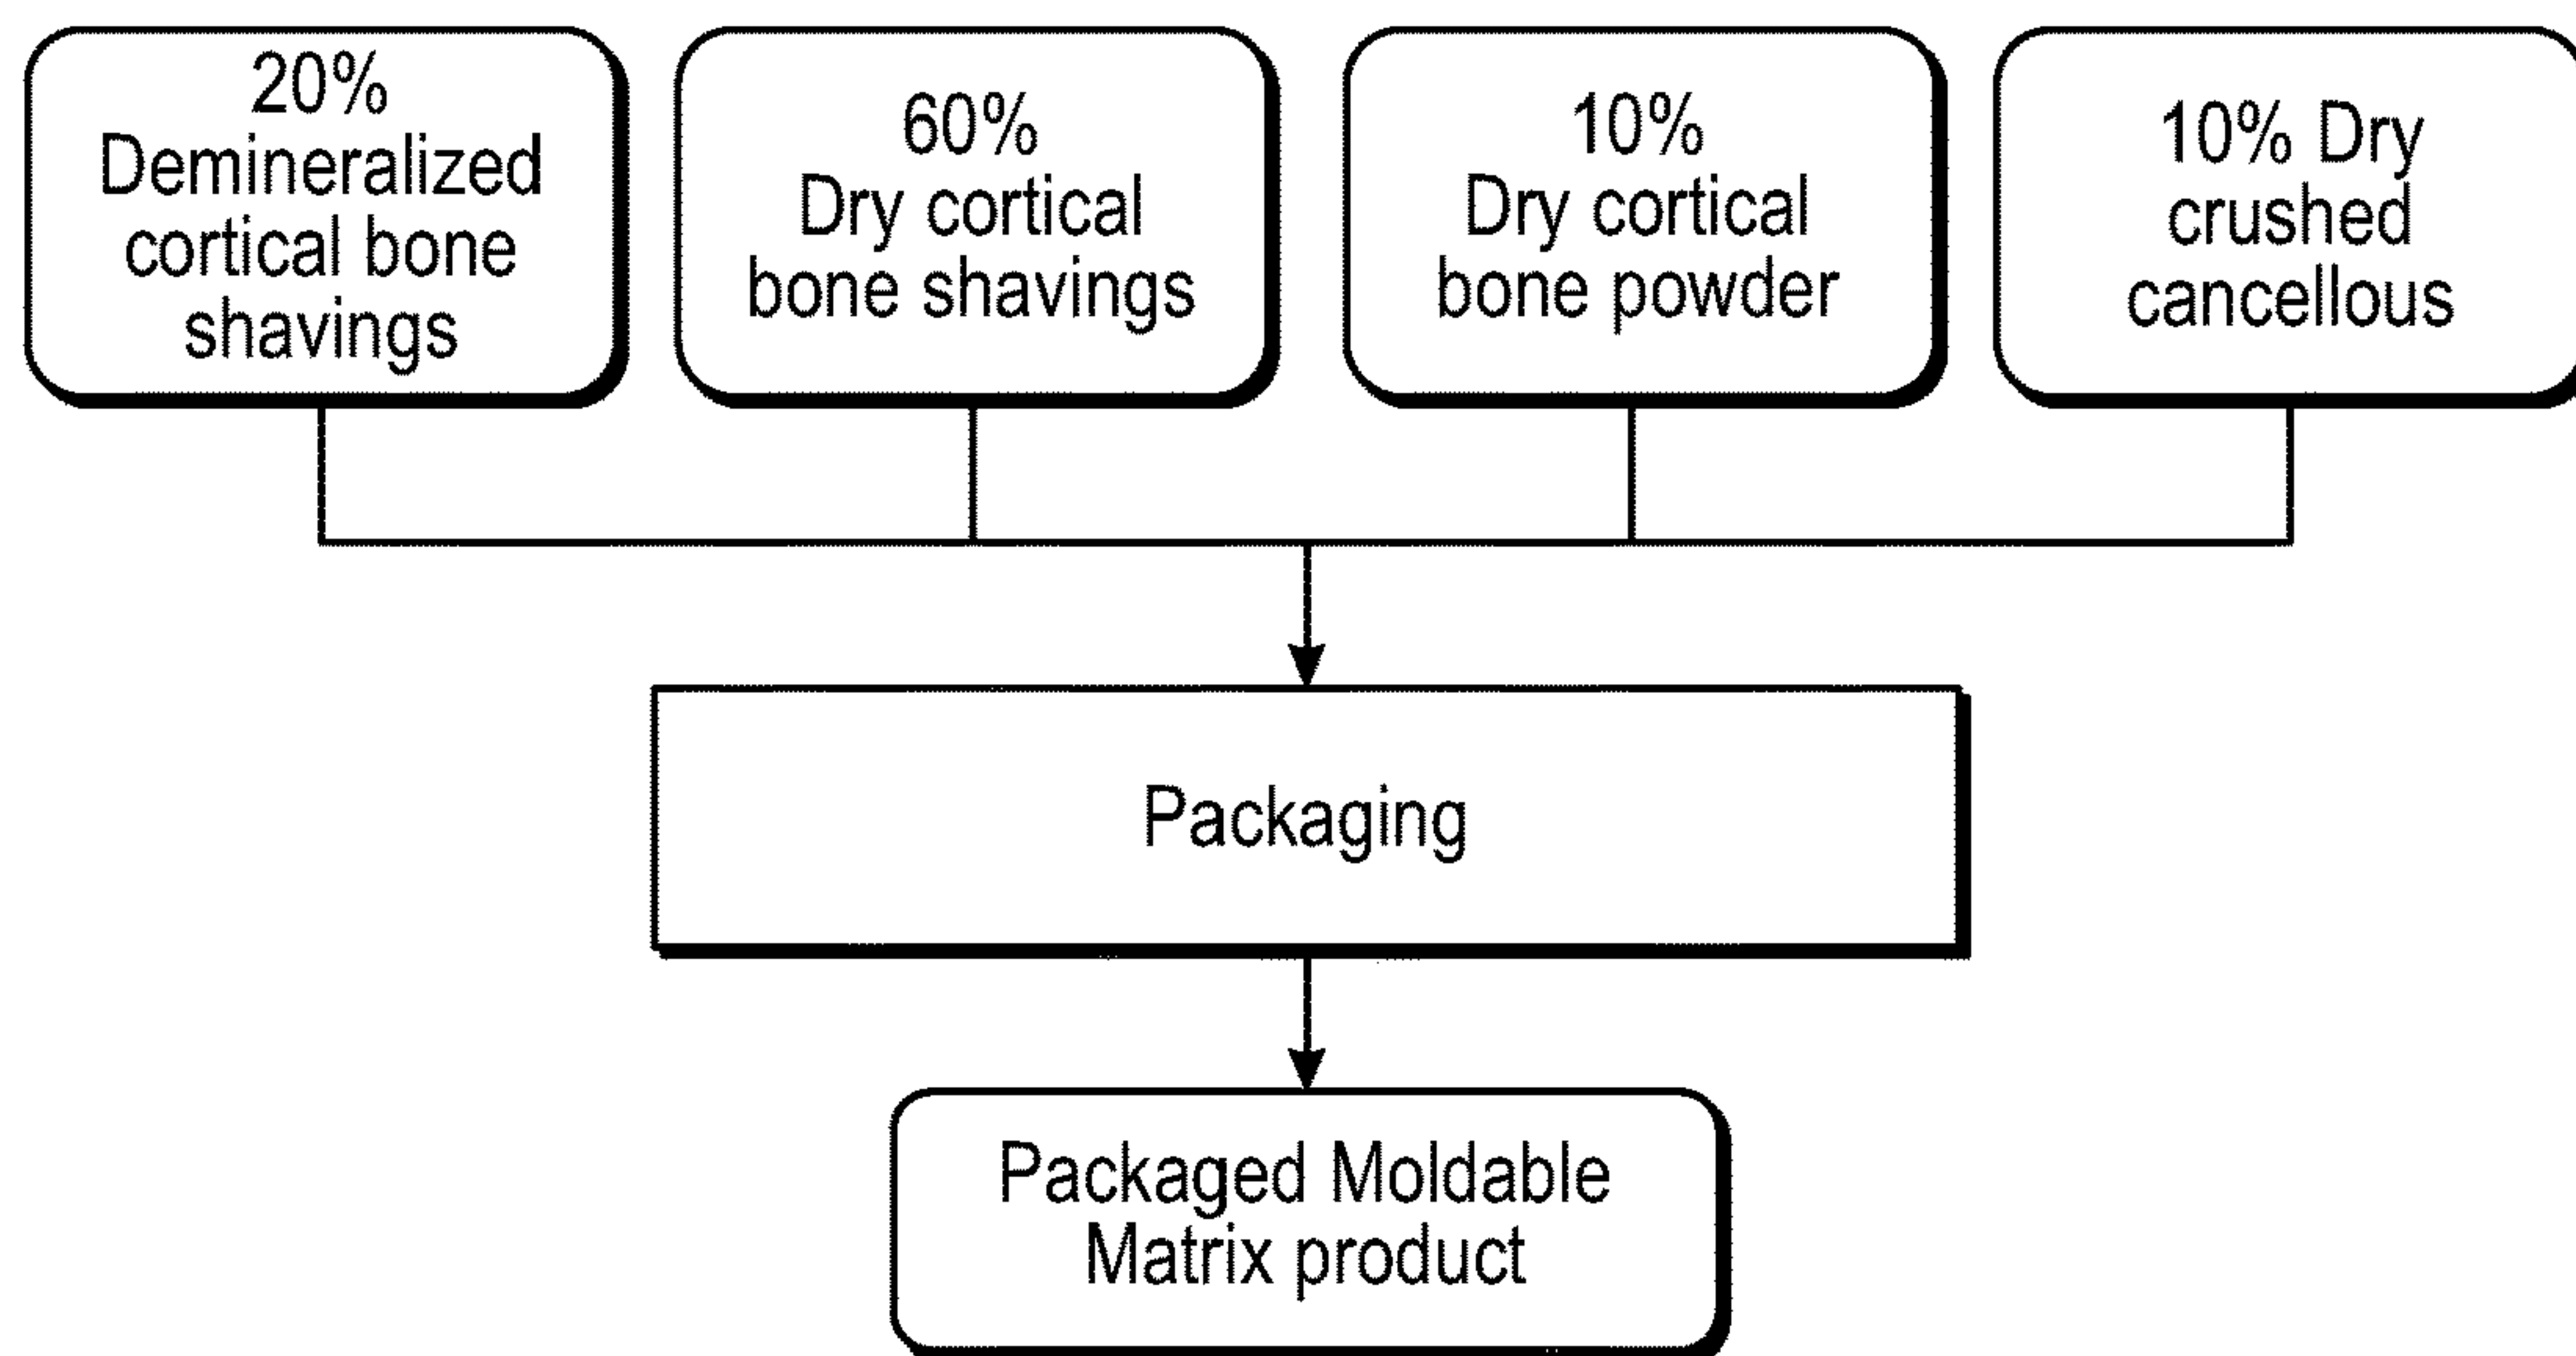 20%
Demineralized
cortical bone
shavings
60%
Dry cortical
bone shavings
10%
Dry cortical
bone powder
10% Dry
crushed
cancellous
Packaging
Packaged Moldable
Matrix product